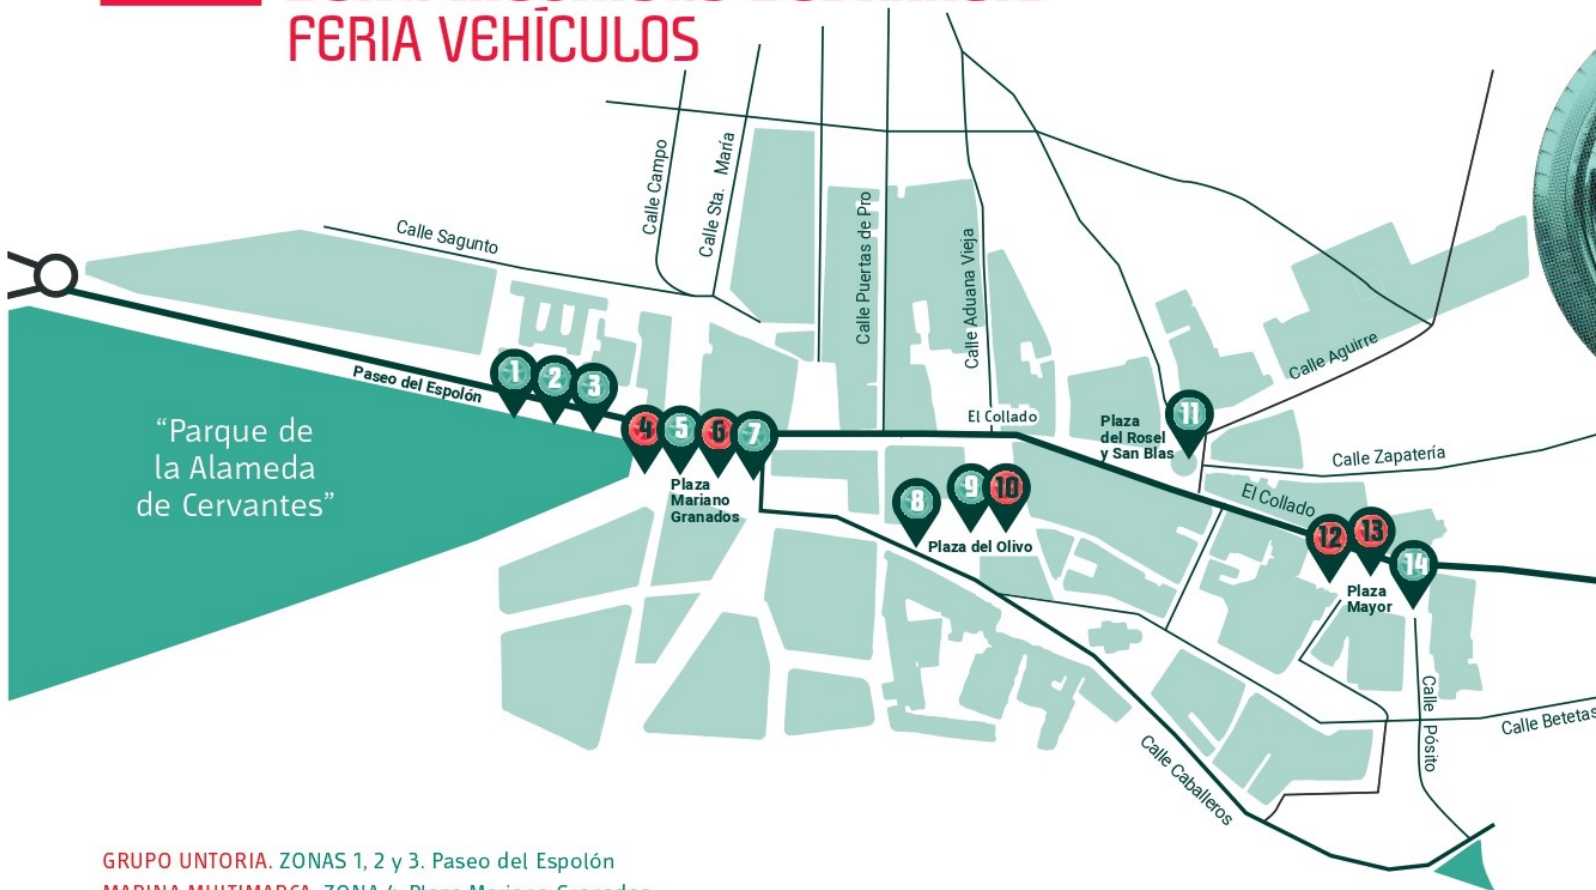 FERIA VEHÍCULOS
Calle Campo
Calle Sta. María
Calle Sagunto
Calle Puertas de Pro
Calle Aduana Vieja
Calle Aguirre
Paseo del Espolón
1
2
3
4
5
6
7
El Collado
Plaza
del Rosel
y San Blas
11
Calle Zapatería
"Parque de
la Alameda
de Cervantes"
Plaza
Mariano
Granados
8
9
10
Plaza del Olivo
El Collado
12
13
14
Plaza
Mayor
Calle Pósito
Calle Betetas
Calle Caballeros
GRUPO UNTORIA. ZONAS 1, 2 y 3. Paseo del Espolón